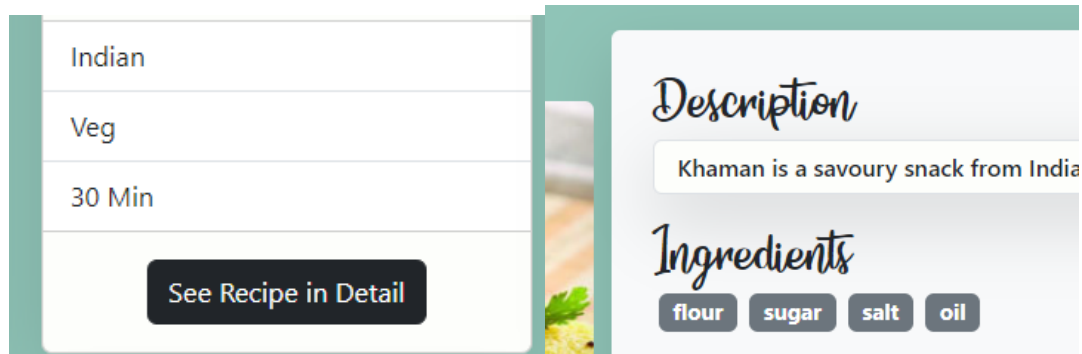 Indian
Veg
30 Min
See Recipe in Detail
Description
Khaman is a savoury snack from India
Ingredients
flour sugar salt oil